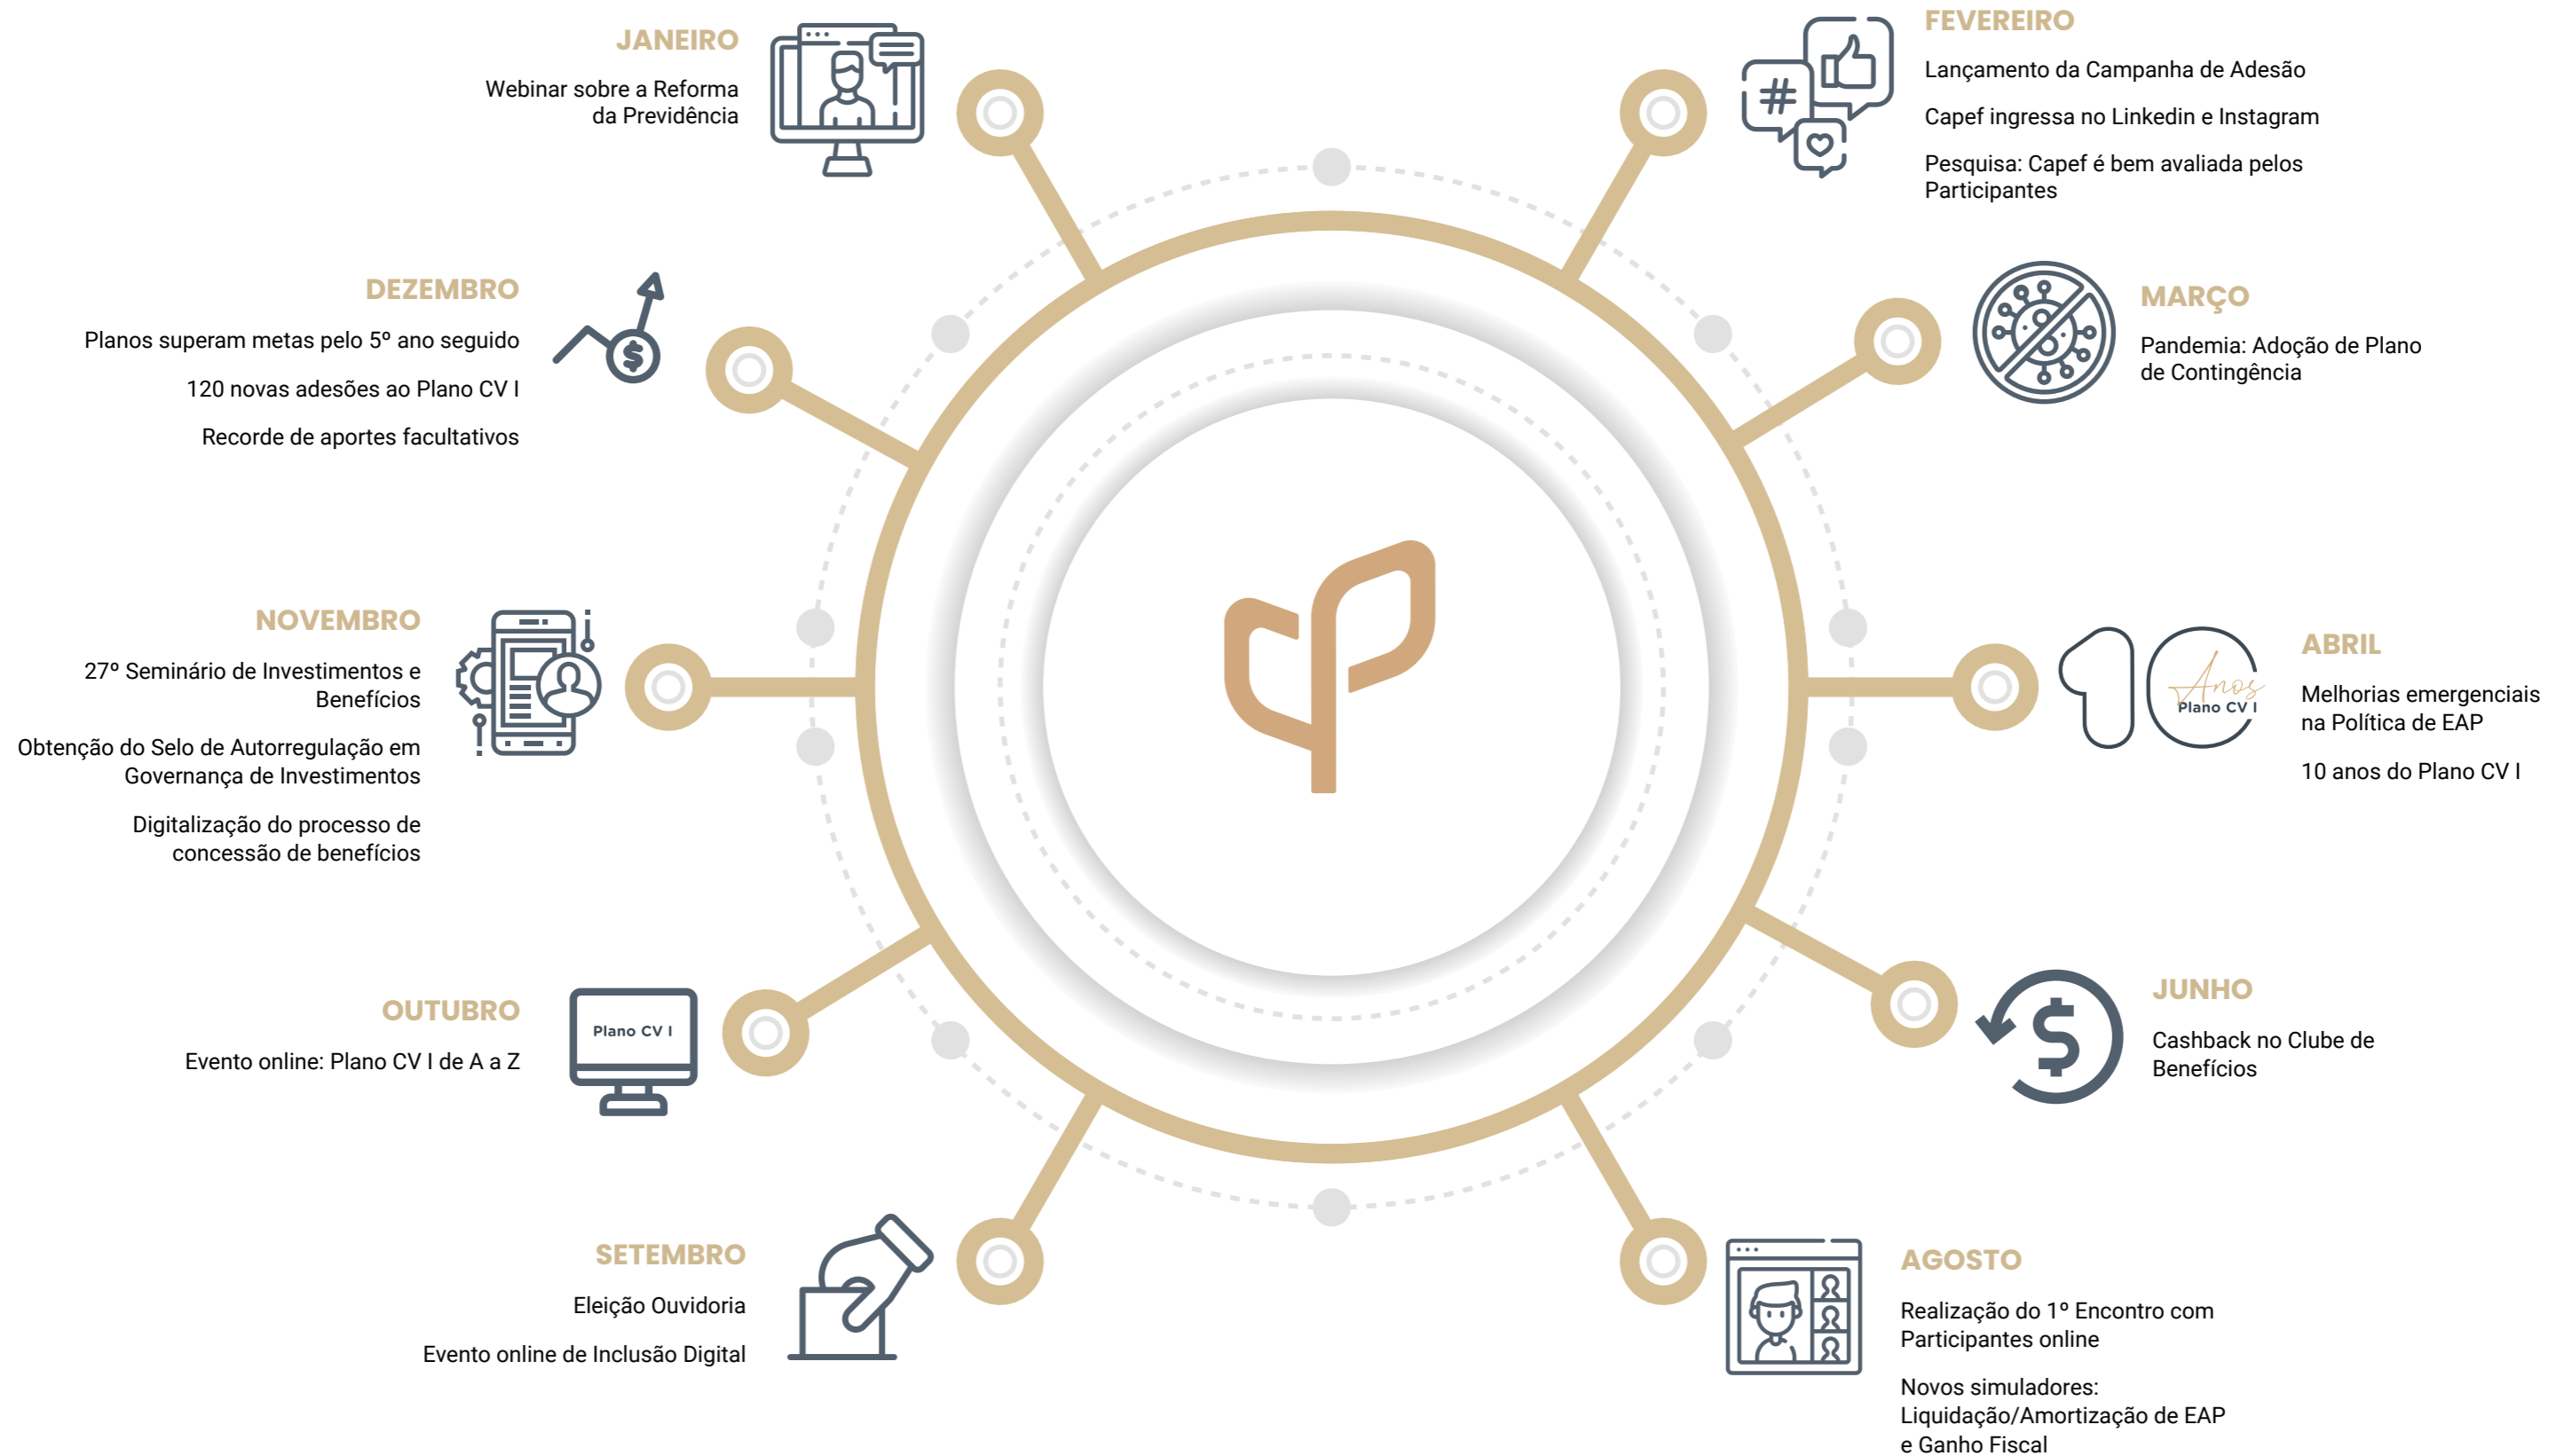 JANEIRO
Webinar sobre a Reforma
da Previdência
FEVEREIRO
Lançamento da Campanha de Adesão
Capef ingressa no Linkedin e Instagram
Pesquisa: Capef é bem avaliada pelos
Participantes
MARÇO
Pandemia: Adoção de Plano
de Contingência
10 Anos
Plano CV I
ABRIL
Melhorias emergenciais
na Política de EAP
10 anos do Plano CV I
JUNHO
Cashback no Clube de
Benefícios
AGOSTO
Realização do 1º Encontro com
Participantes online
Novos simuladores:
Liquidação/Amortização de EAP
e Ganho Fiscal
SETEMBRO
Eleição Ouvidoria
Evento online de Inclusão Digital
OUTUBRO
Evento online: Plano CV I de A a Z
Plano CV I
NOVEMBRO
27º Seminário de Investimentos e
Benefícios
Obtenção do Selo de Autorregulação em
Governança de Investimentos
Digitalização do processo de
concessão de benefícios
DEZEMBRO
Planos superam metas pelo 5º ano seguido
120 novas adesões ao Plano CV I
Recorde de aportes facultativos